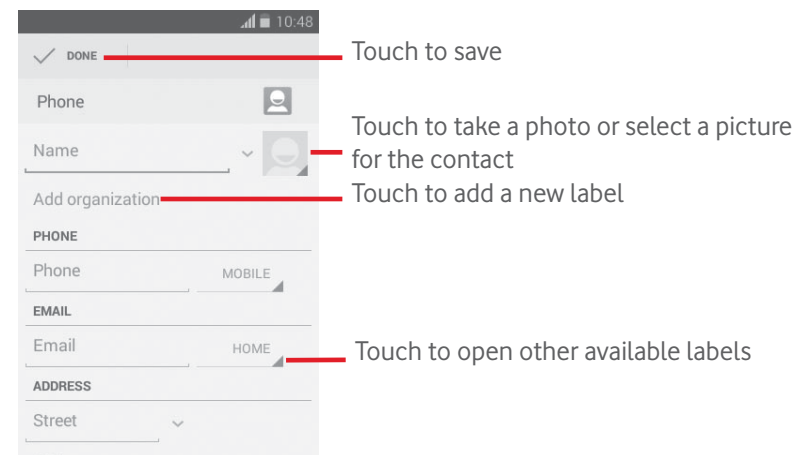 10:48
DONE
Touch to save
Phone
Touch to take a photo or select a picture
for the contact
Name
Add organization
Touch to add a new label
PHONE
Phone
MOBILE
EMAIL
Email
HOME
Touch to open other available labels
ADDRESS
Street